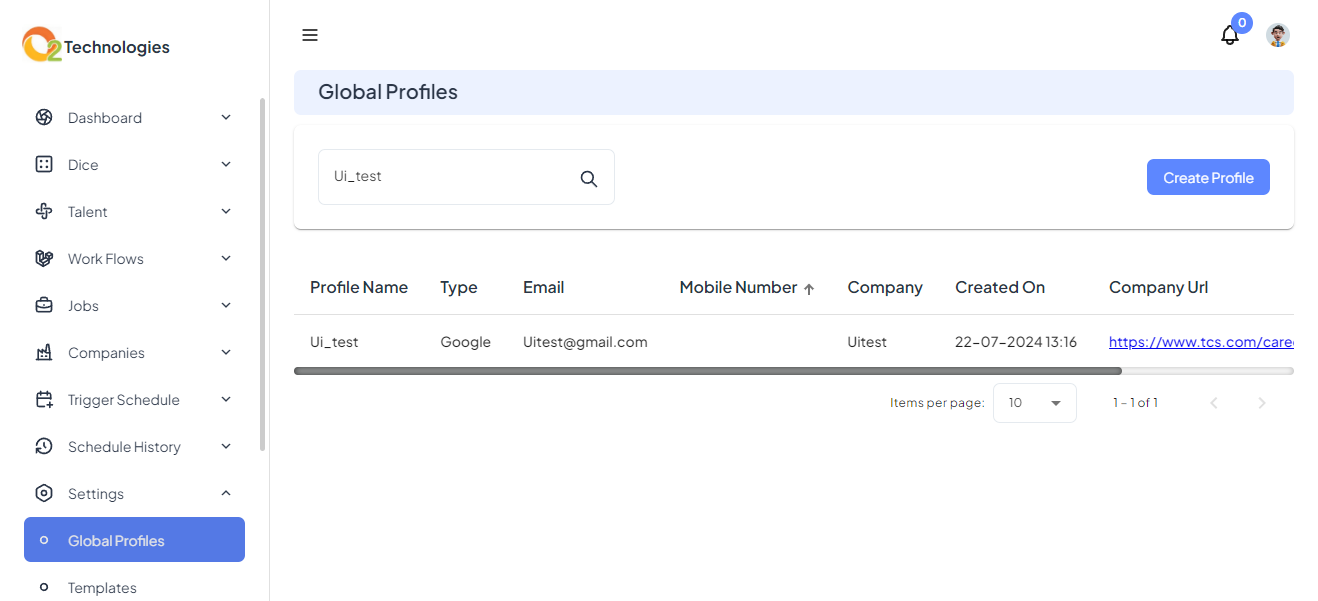 2 Technologies
0
Dashboard
Dice
Talent
Work Flows
Jobs
Companies
Trigger Schedule
Schedule History
Settings
Global Profiles
Templates
Global Profiles
Ui_test
Create Profile
Profile Name Type Email Mobile Number Company Created On Company Url
Ui_test Google Uitest@gmail.com Uitest 22-07-2024 13:16 https://www.tcs.com/care
Items per page: 10 1 – 1 of 1